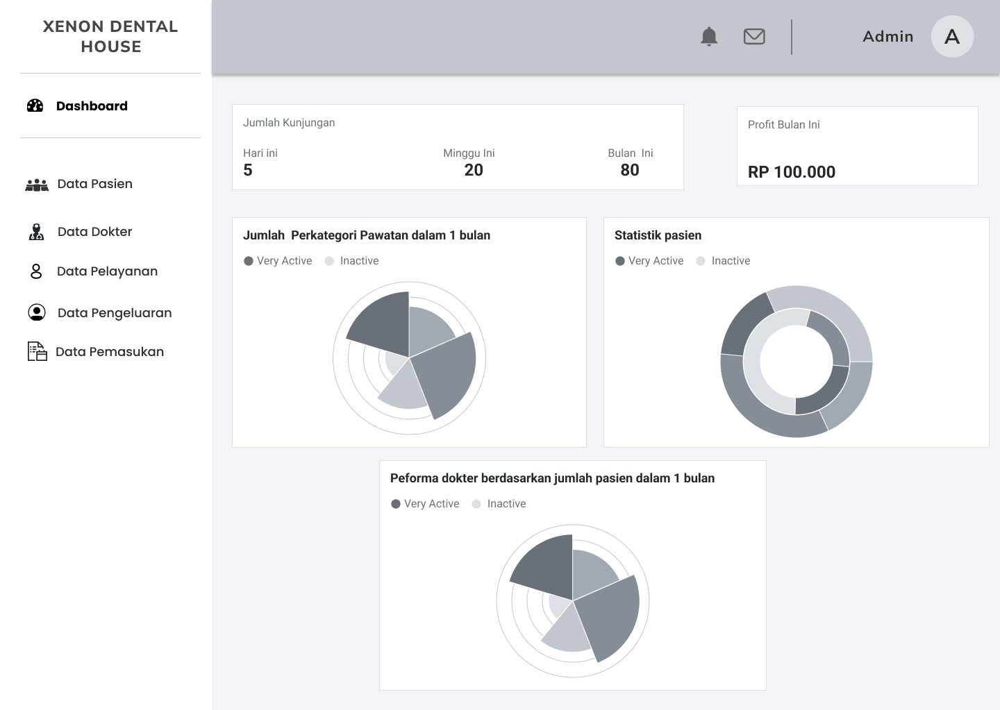 XENON DENTAL
HOUSE
Admin
A
Dashboard
Data Pasien
Data Dokter
Data Pelayanan
Data Pengeluaran
Data Pemasukan
Jumlah Kunjungan
Hari ini
5
Minggu Ini
20
Bulan  Ini
80
Profit Bulan Ini
RP 100.000
Jumlah  Perkategori Pawatan dalam 1 bulan
Very Active
Inactive
Statistik pasien
Very Active
Inactive
Peforma dokter berdasarkan jumlah pasien dalam 1 bulan
Very Active
Inactive